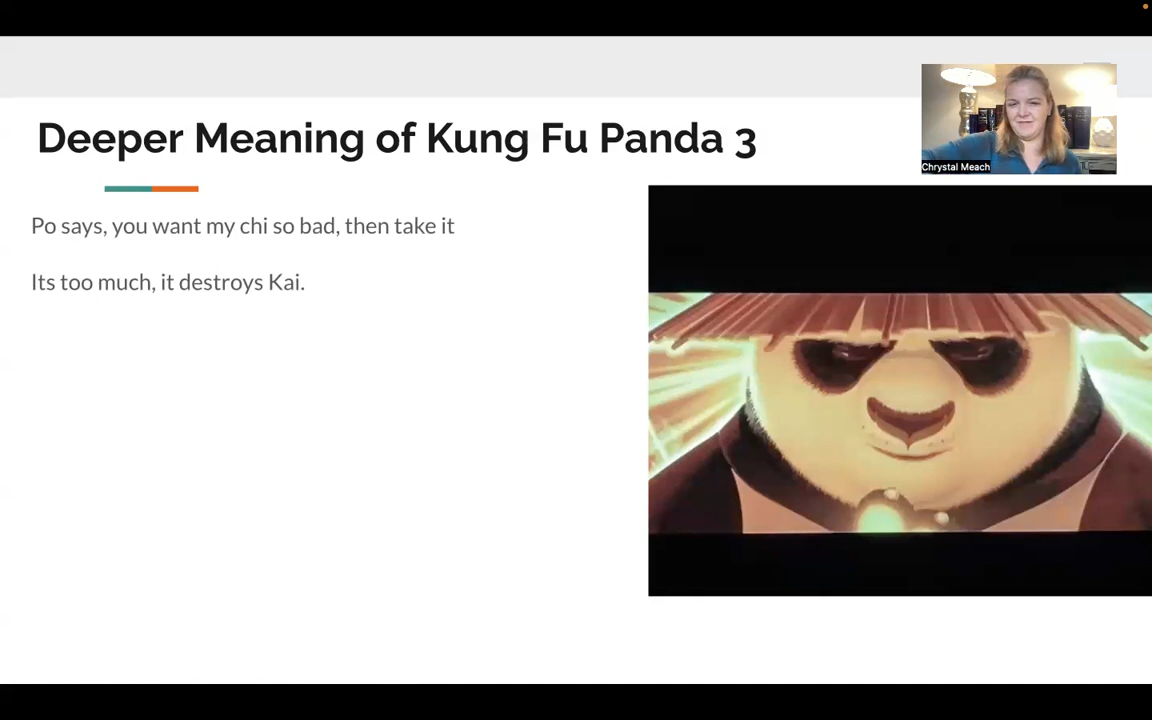 Deeper Meaning of Kung Fu Panda 3
Chrystal Meach
Po says, you want my chi so bad, then take it
Its too much, it destroys Kai.